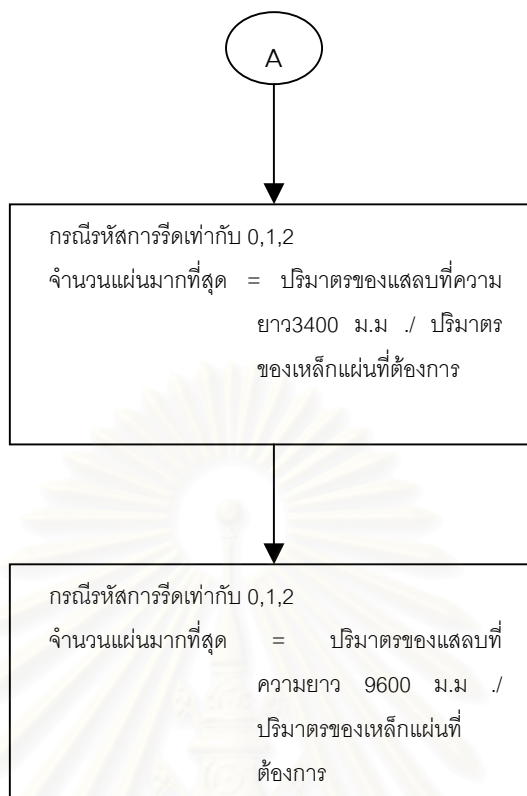 A
กรณีรหัสการรีดเท่ากับ 0,1,2
จำนวนแผ่นมากที่สุด = ปริมาตรของแสลบที่ความ
ยาว3400 ม.ม ./ ปริมาตร
ของเหล็กแผ่นที่ต้องการ
กรณีรหัสการรีดเท่ากับ 0,1,2
จำนวนแผ่นมากที่สุด = ปริมาตรของแสลบที่
ความยาว 9600 ม.ม ./
ปริมาตรของเหล็กแผ่นที่
ต้องการ